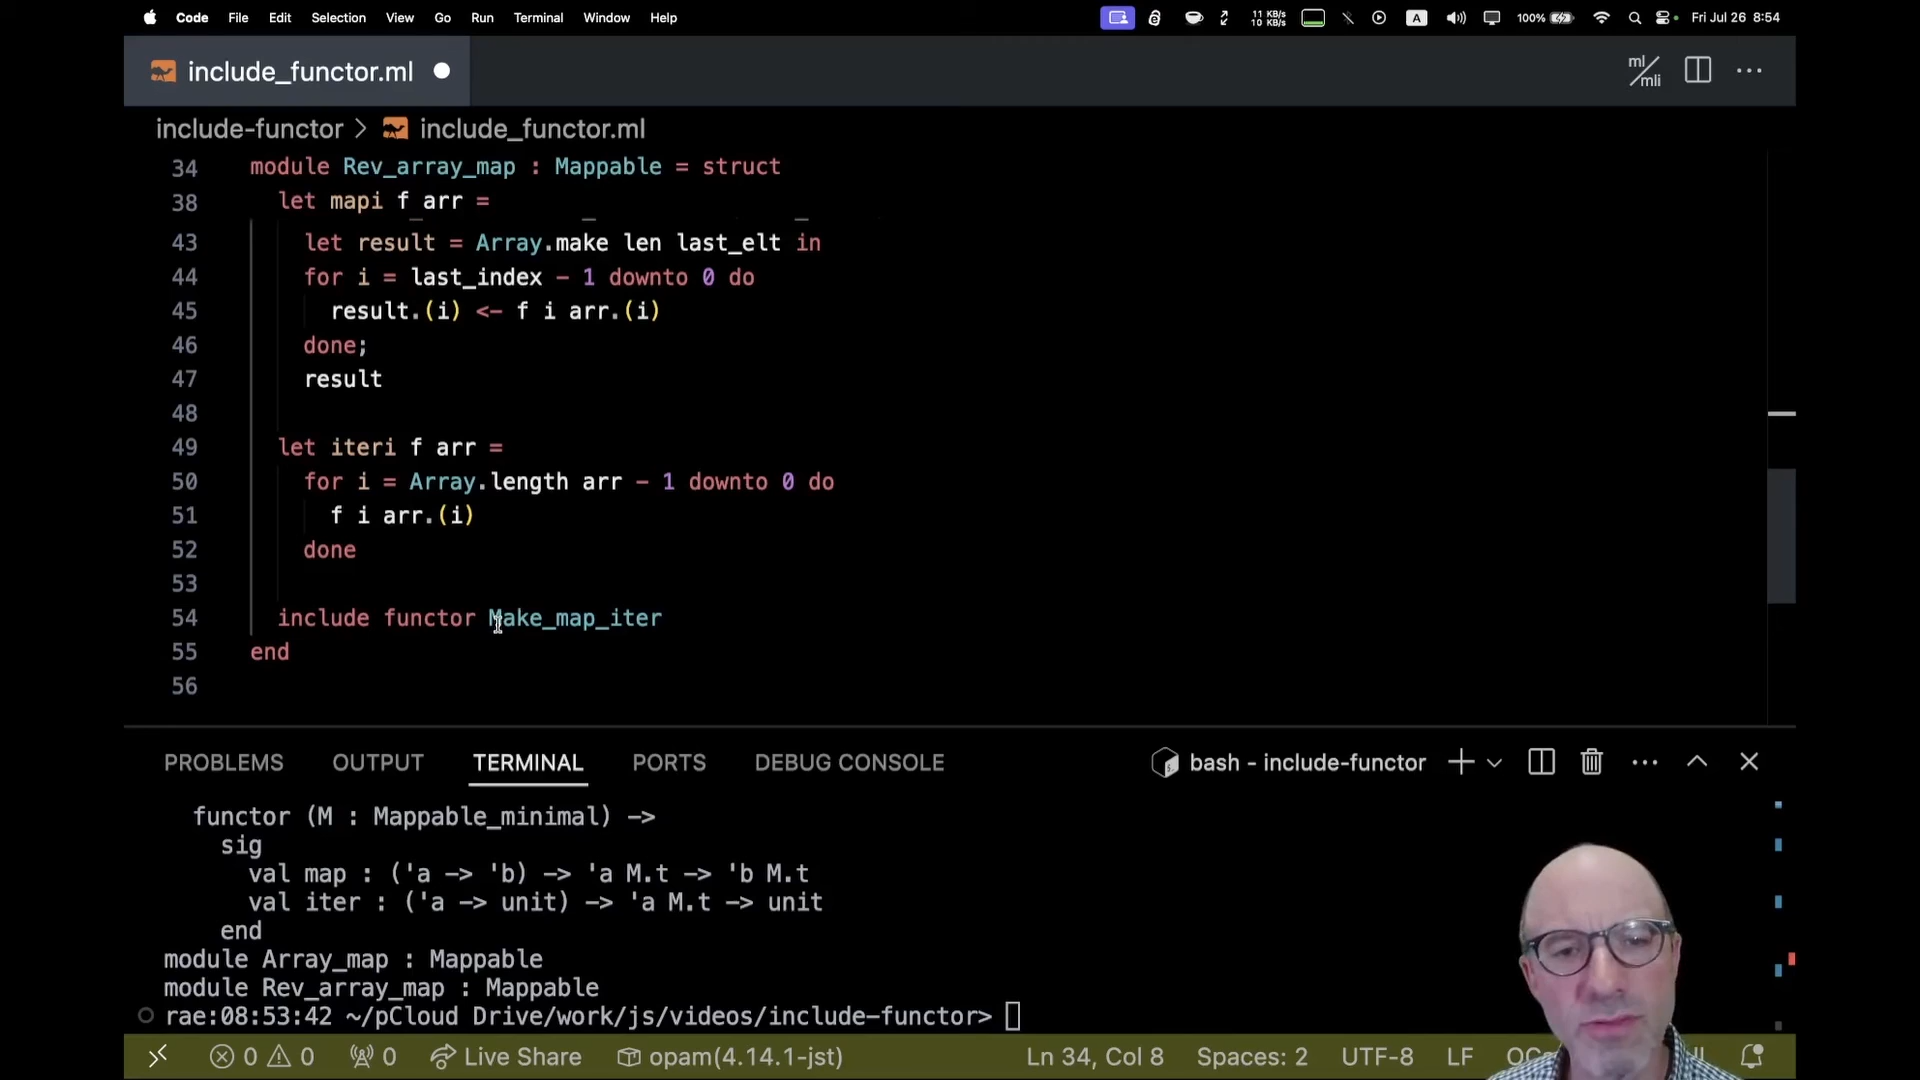 Code File Edit Selection View Go Run Terminal Window Help 11 KB/s 10 KB/s A 100% Fri Jul 26 8:54
include_functor.ml ml/mli
include-functor > include_functor.ml
34 module Rev_array_map : Mappable = struct
38 let mapi f arr =
43 let result = Array.make len last_elt in
44 for i = last_index - 1 downto 0 do
45 result.(i) <- f i arr.(i)
46 done;
47 result
48
49 let iteri f arr =
50 for i = Array.length arr - 1 downto 0 do
51 f i arr.(i)
52 done
53
54 include functor Make_map_iter
55 end
56
PROBLEMS OUTPUT TERMINAL PORTS DEBUG CONSOLE bash - include-functor
functor (M : Mappable_minimal) ->
sig
val map : ('a -> 'b) -> 'a M.t -> 'b M.t
val iter : ('a -> unit) -> 'a M.t -> unit
end
module Array_map : Mappable
module Rev_array_map : Mappable
rae:08:53:42 ~/pCloud Drive/work/js/videos/include-functor>
0 0 0 Live Share opam(4.14.1-jst) Ln 34, Col 8 Spaces: 2 UTF-8 LF